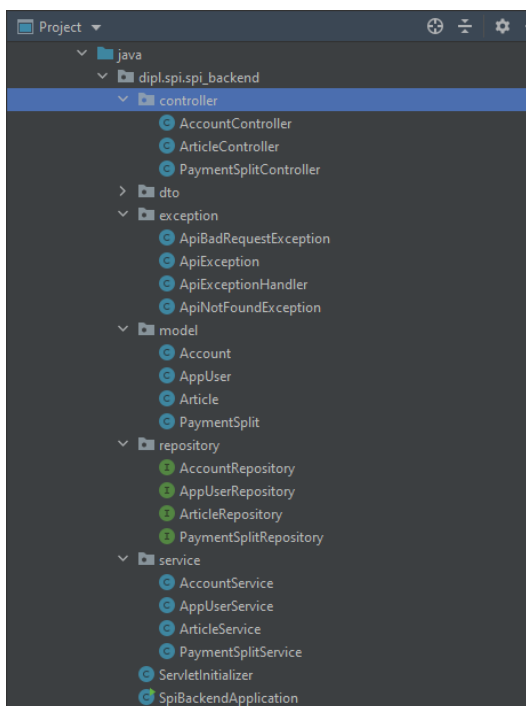 Project
java
dipl.spi.spi_backend
controller
AccountController
ArticleController
PaymentSplitController
dto
exception
ApiBadRequestException
ApiException
ApiExceptionHandler
ApiNotFoundException
model
Account
AppUser
Article
PaymentSplit
repository
AccountRepository
AppUserRepository
ArticleRepository
PaymentSplitRepository
service
AccountService
AppUserService
ArticleService
PaymentSplitService
ServletInitializer
SpiBackendApplication